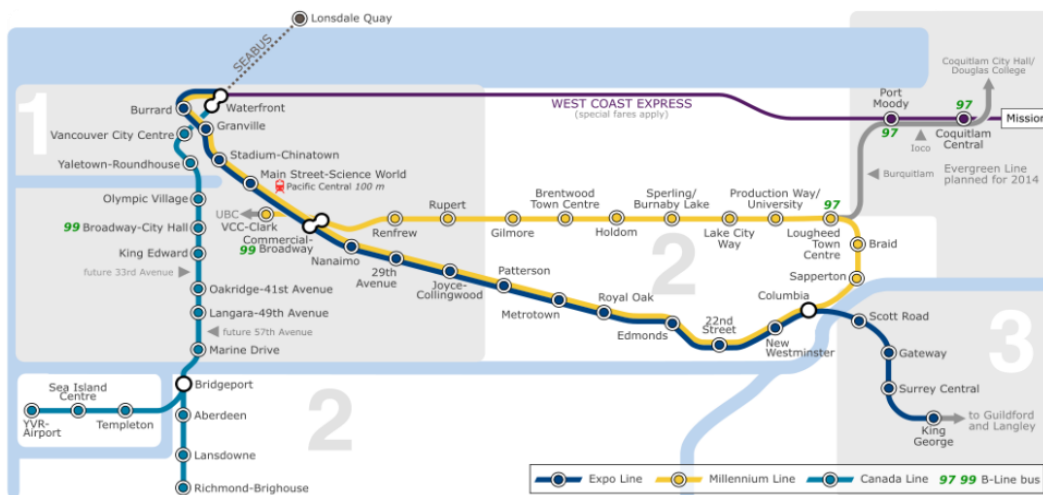 Lonsdale Quay
SEABUS
1
Burrard
Waterfront
Vancouver City Centre
Granville
Yaletown-Roundhouse
Stadium-Chinatown
Main Street-Science World
Pacific Central 100 m
Olympic Village
UBC
VCC-Clark
99 Broadway-City Hall
Commercial-
Broadway
99
King Edward
future 33rd Avenue
Oakridge-41st Avenue
Langara-49th Avenue
future 57th Avenue
Marine Drive
Bridgeport
Sea Island
Centre
YVR-
Airport
Templeton
Aberdeen
Lansdowne
Richmond-Brighouse
2
WEST COAST EXPRESS
(special fares apply)
Port
Moody
97
97
Coquitlam
Central
Mission
Coquitlam City Hall/
Douglas College
Ioco
Burquitlam
Evergreen Line
planned for 2014
Renfrew
Rupert
Gilmore
Brentwood
Town Centre
Holdom
Sperling/
Burnaby Lake
Lake City
Way
Production Way/
University
97
Lougheed
Town
Centre
Braid
Sapperton
2
Nanaimo
29th
Avenue
Joyce-
Collingwood
Patterson
Metrotown
Royal Oak
Edmonds
22nd
Street
New
Westminster
Columbia
Scott Road
Gateway
Surrey Central
King
George
to Guildford
and Langley
3
Expo Line
Millennium Line
Canada Line
97 99 B-Line bus